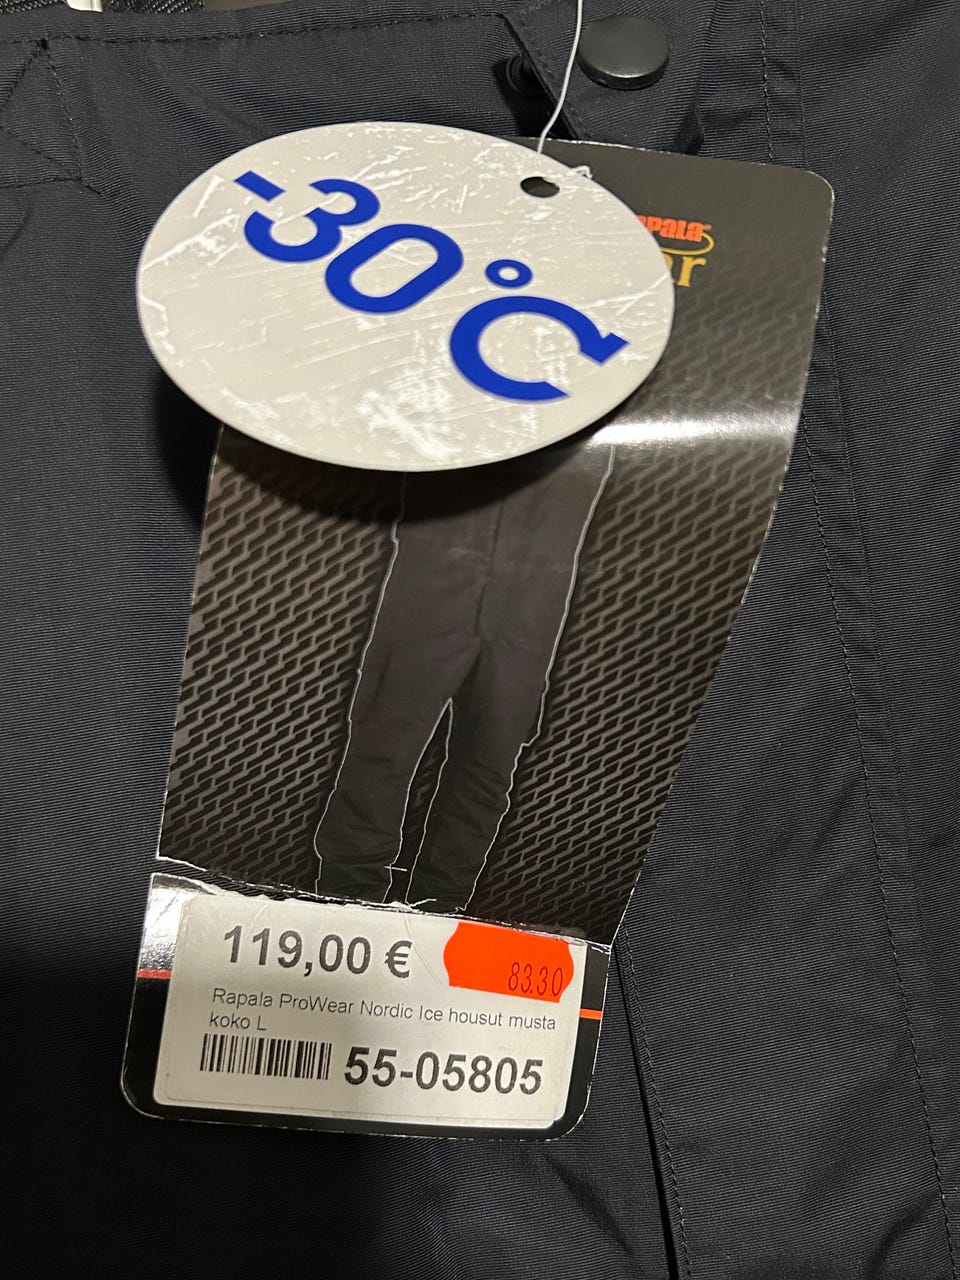 -30°C
119,00 €
83.30
Rapala ProWear Nordic Ice housut musta
koko L
55-05805